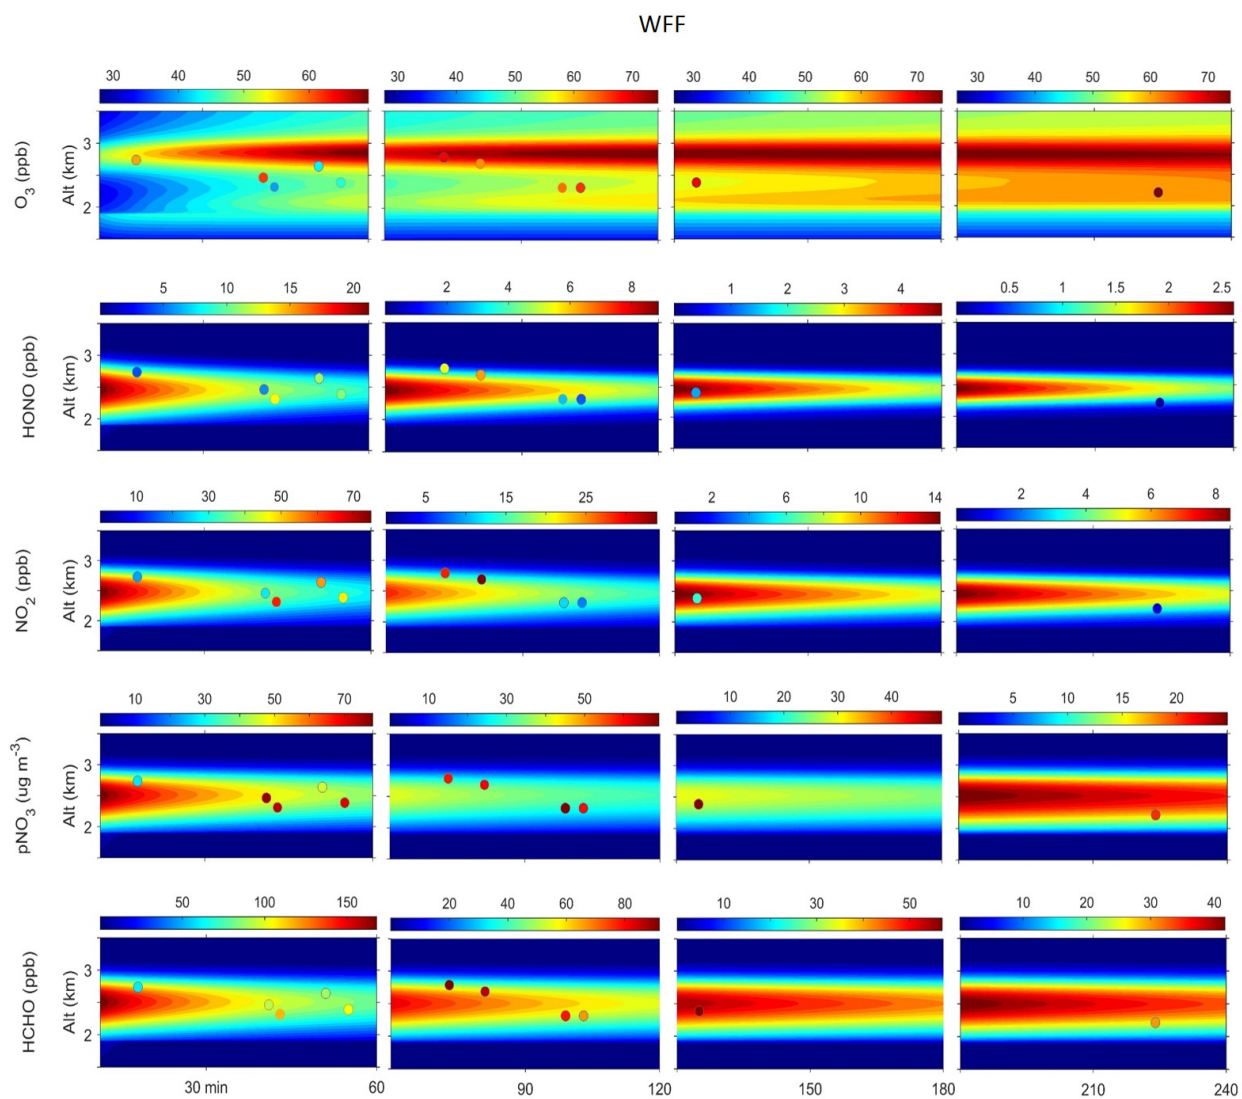 WFF
30 40 50 60 30 40 50 60 70 30 40 50 60 70 30 40 50 60 70
O3 (ppb)
Alt (km)
3
2
5 10 15 20 2 4 6 8 1 2 3 4 0.5 1 1.5 2 2.5
HONO (ppb)
Alt (km)
3
2
10 30 50 70 5 15 25 2 6 10 14 2 4 6 8
NO2 (ppb)
Alt (km)
3
2
10 30 50 70 10 30 50 10 20 30 40 5 10 15 20
pNO3 (ug m-3)
Alt (km)
3
2
50 100 150 20 40 60 80 10 30 50 10 20 30 40
HCHO (ppb)
Alt (km)
3
2
30 min 60 90 120 150 180 210 240